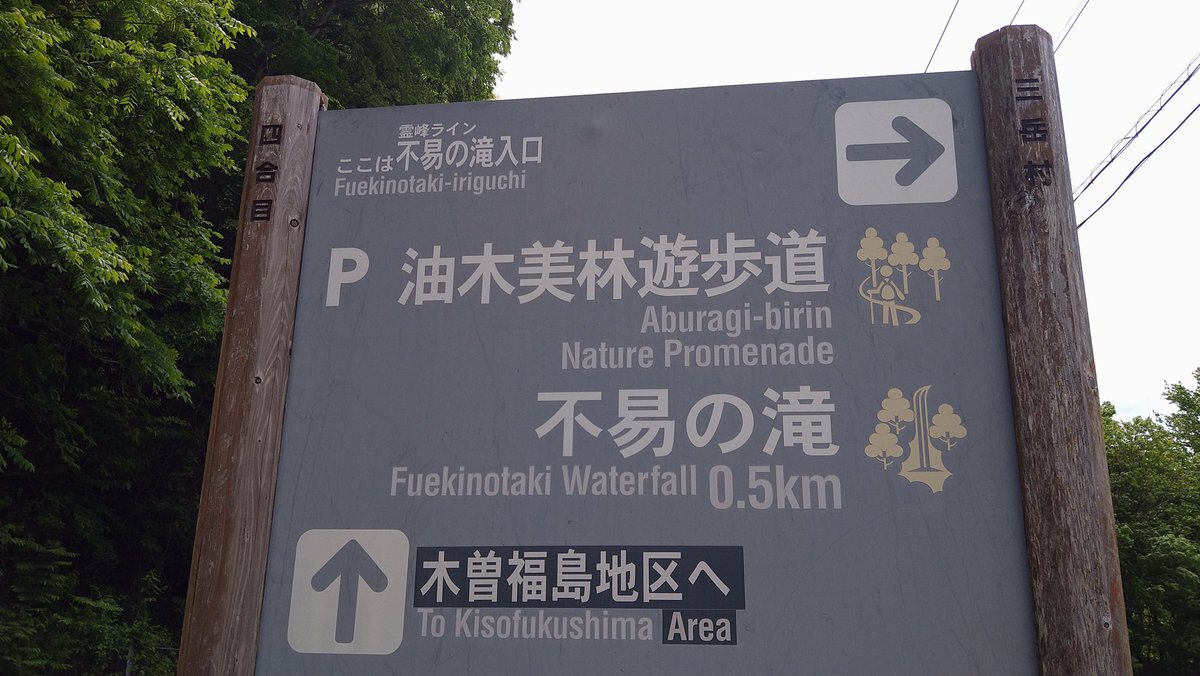 四合目
三岳村
霊峰ライン
ここは不易の滝入口
Fuekinotaki-iriguchi
P 油木美林遊歩道
Aburagi-birin
Nature Promenade
不易の滝
Fuekinotaki Waterfall 0.5km
木曽福島地区へ
To Kisofukushima Area